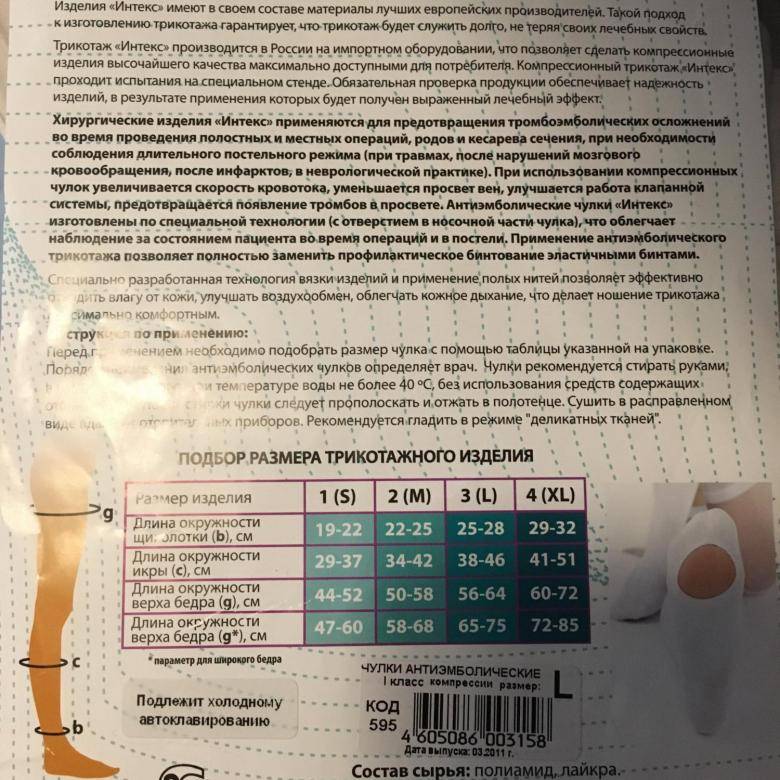 Изделия «Интекс» имеют в своем составе материалы лучших европейских производителей. Такой подход
к изготовлению трикотажа гарантирует, что трикотаж будет служить долго, не теряя своих лечебных свойств.
Трикотаж «Интекс» производится в России на импортном оборудовании, что позволяет сделать компрессионные
изделия высочайшего качества максимально доступными для потребителя. Компрессионный трикотаж «Интекс»
проходит испытания на специальном стенде. Обязательная проверка продукции обеспечивает надежность
изделий, в результате применения которых будет получен выраженный лечебный эффект.
Хирургические изделия «Интекс» применяются для предотвращения тромбоэмболических осложнений
во время проведения полостных и местных операций, родов и кесарева сечения, при необходимости
соблюдения длительного постельного режима (при травмах, после нарушений мозгового
кровообращения, после инфарктов, в неврологической практике). При использовании компрессионных
чулок увеличивается скорость кровотока, уменьшается просвет вен, улучшается работа клапанной
системы, предотвращается появление тромбов в просвете. Антиэмболические чулки «Интекс»
изготовлены по специальной технологии (с отверстием в носочной части чулка), что облегчает
наблюдение за состоянием пациента во время операций и в постели. Применение антиэмболического
трикотажа позволяет полностью заменить профилактическое бинтование эластичными бинтами.
Специально разработанная технология вязки изделий и применение полых нитей позволяет эффективно
влагу от кожи, улучшать воздухообмен, облегчать кожное дыхание, что делает ношение трикотажа
комфортным.
по применению:
Перед необходимо подобрать размер чулка с помощью таблицы указанной на упаковке.
антиэмболических чулков определяет врач. Чулки рекомендуется стирать руками,
при температуре воды не более 40 °C, без использования средств содержащих
чулки следует прополоскать и отжать в полотенце. Сушить в расправленном
виде приборов. Рекомендуется гладить в режиме "деликатных тканей".
ПОДБОР РАЗМЕРА ТРИКОТАЖНОГО ИЗДЕЛИЯ
Размер изделия 1 (S) 2 (M) 3 (L) 4 (XL)
Длина окружности
щиколотки (b), см 19-22 22-25 25-28 29-32
Длина окружности
икры (c), см 29-37 34-42 38-46 41-51
Длина окружности
верха бедра (g), см 44-52 50-58 56-64 60-72
Длина окружности
верха бедра (g*), см 47-60 58-68 65-75 72-85
* параметр для широкого бедра
g
c
b
Подлежит холодному
автоклавированию
ЧУЛКИ АНТИЭМБОЛИЧЕСКИЕ
I класс компрессии размер: L
КОД
595
4 605086 003158
Дата выпуска: 03.2011 г.
Состав сырья: полиамид, лайкра.